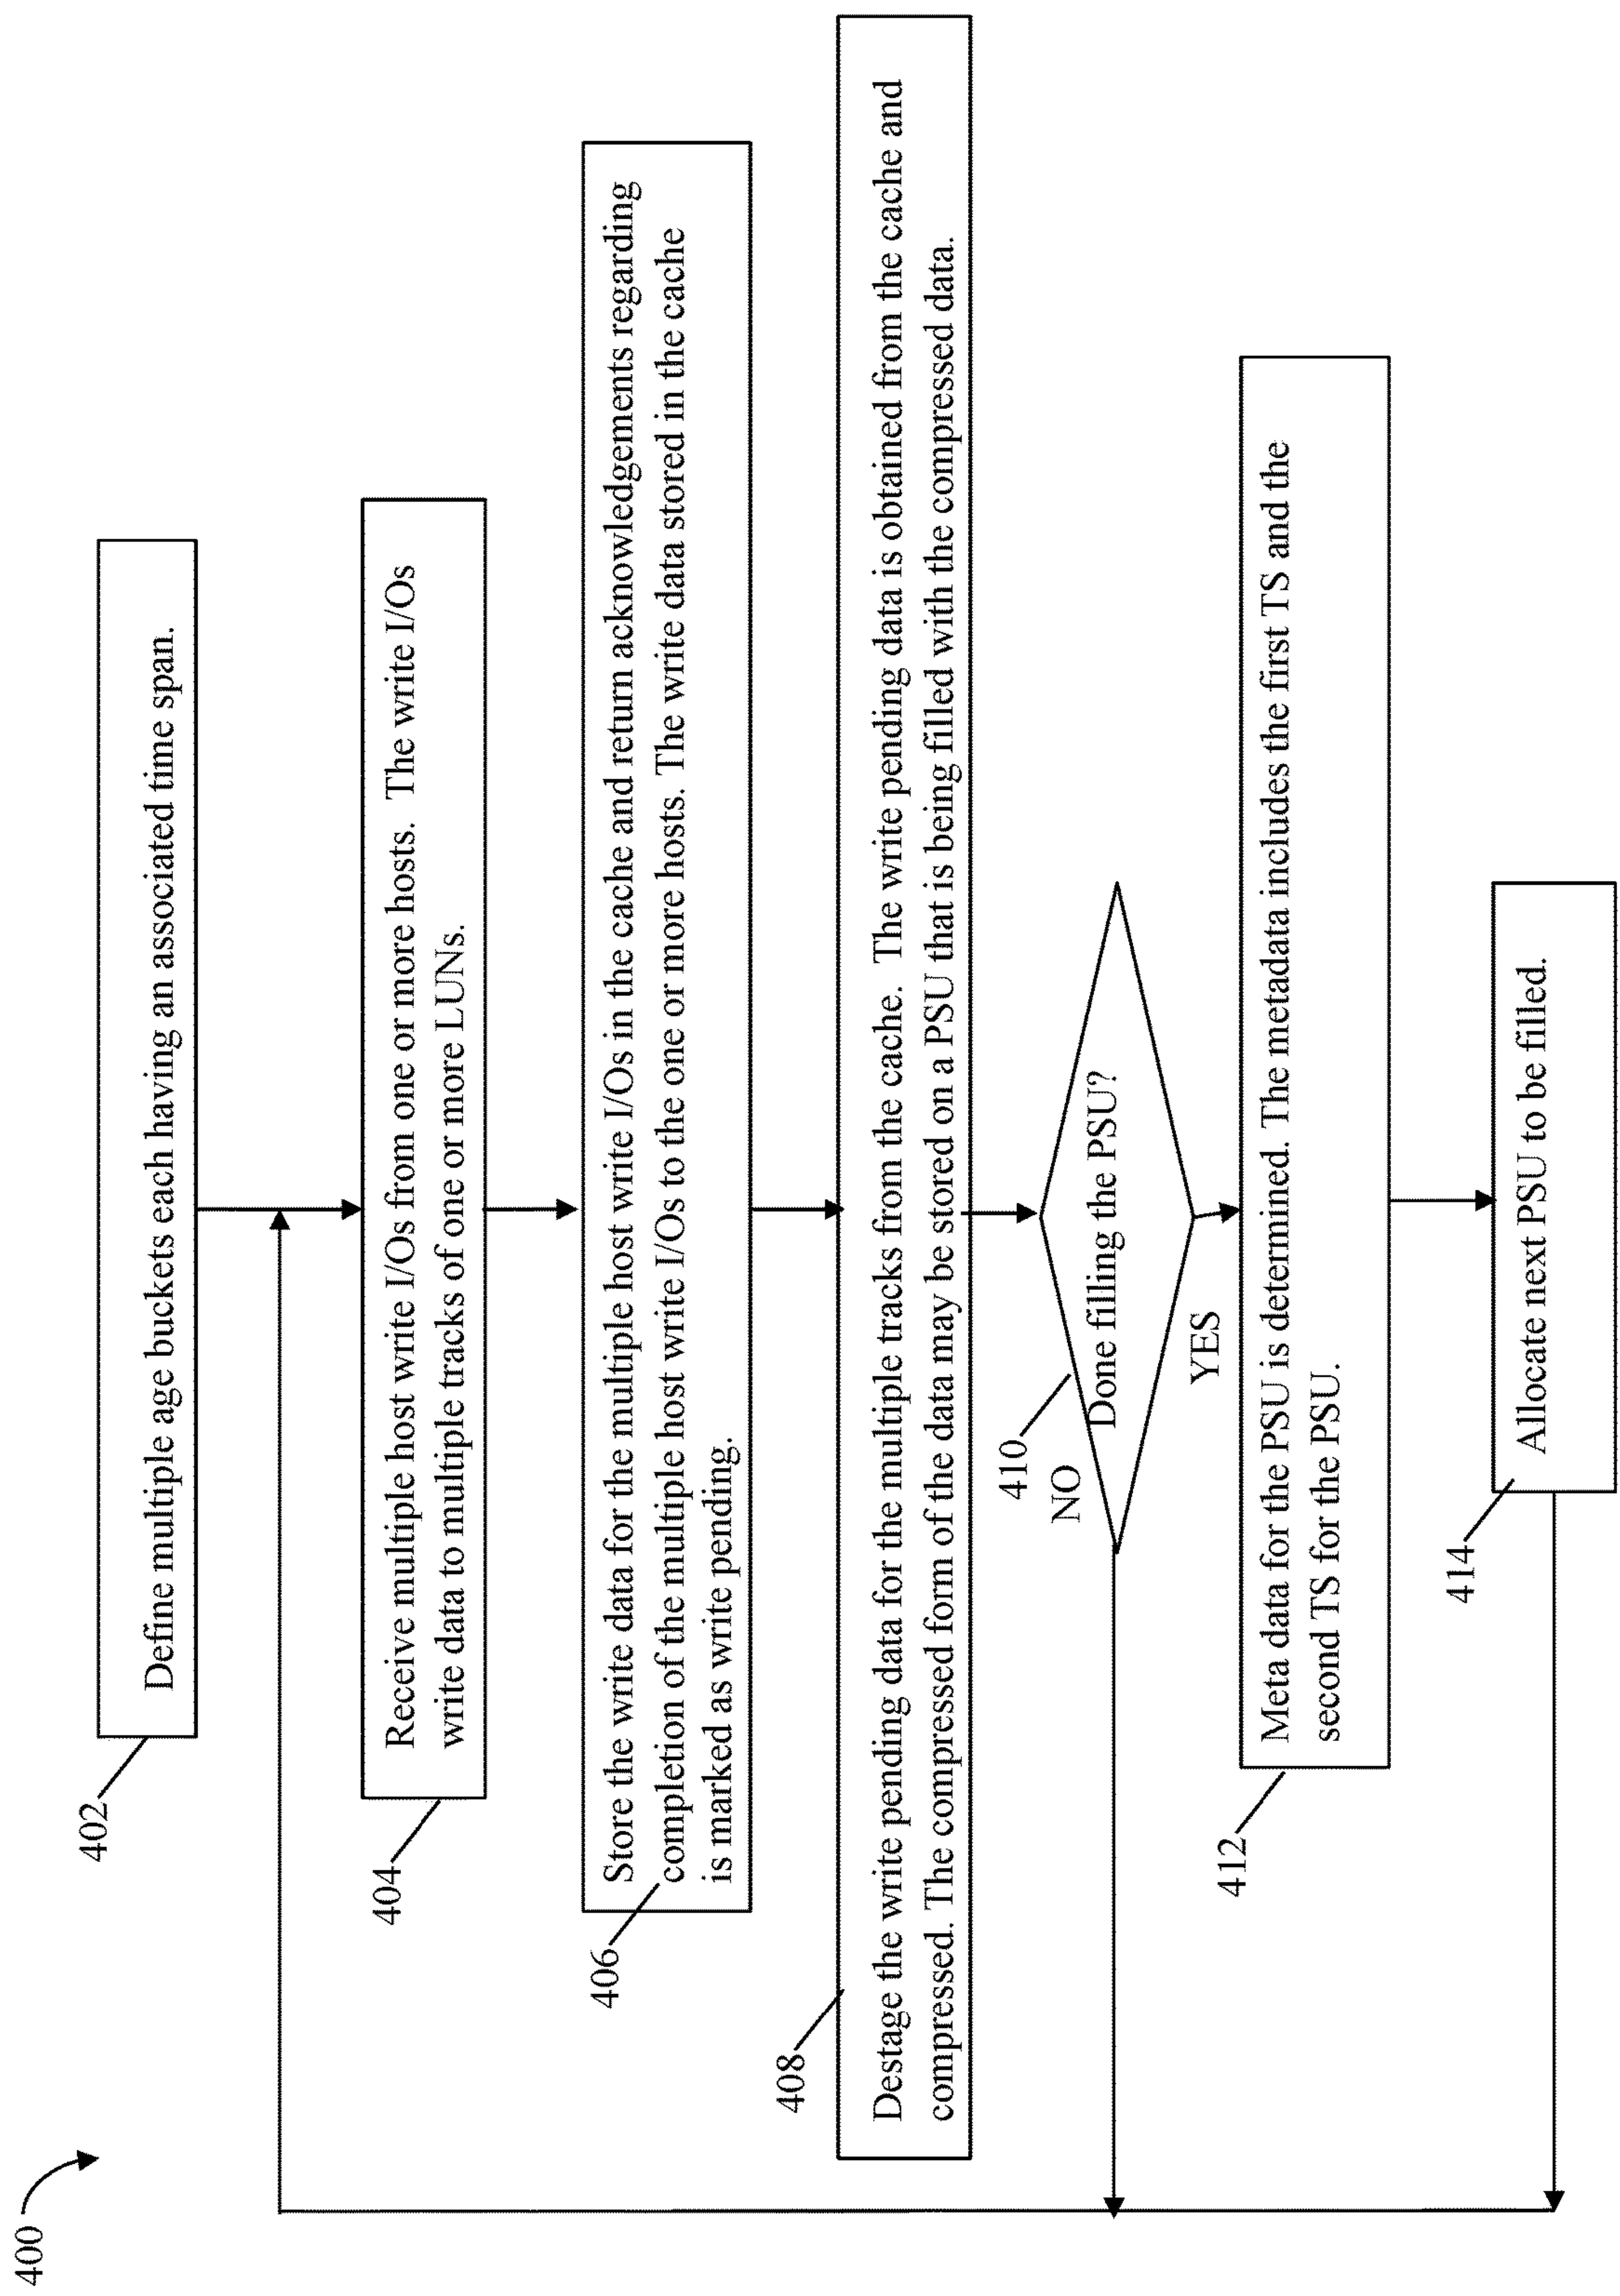 400
402
Define multiple age buckets each having an associated time span.
404
Receive multiple host write I/Os from one or more hosts. The write I/Os
write data to multiple tracks of one or more LUNs.
406
Store the write data for the multiple host write I/Os in the cache and return acknowledgements regarding
completion of the multiple host write I/Os to the one or more hosts. The write data stored in the cache
is marked as write pending.
408
Destage the write pending data for the multiple tracks from the cache. The write pending data is obtained from the cache and
compressed. The compressed form of the data may be stored on a PSU that is being filled with the compressed data.
410
Done filling the PSU?
NO
YES
412
Meta data for the PSU is determined. The metadata includes the first TS and the
second TS for the PSU.
414
Allocate next PSU to be filled.